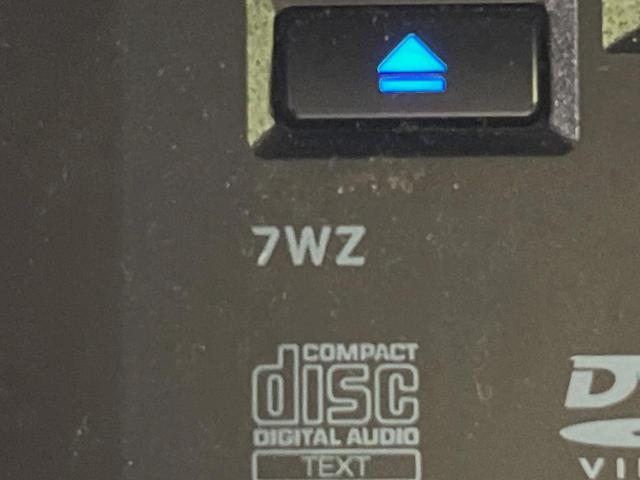 7WZ
COMPACT
disc
DIGITAL AUDIO
TEXT